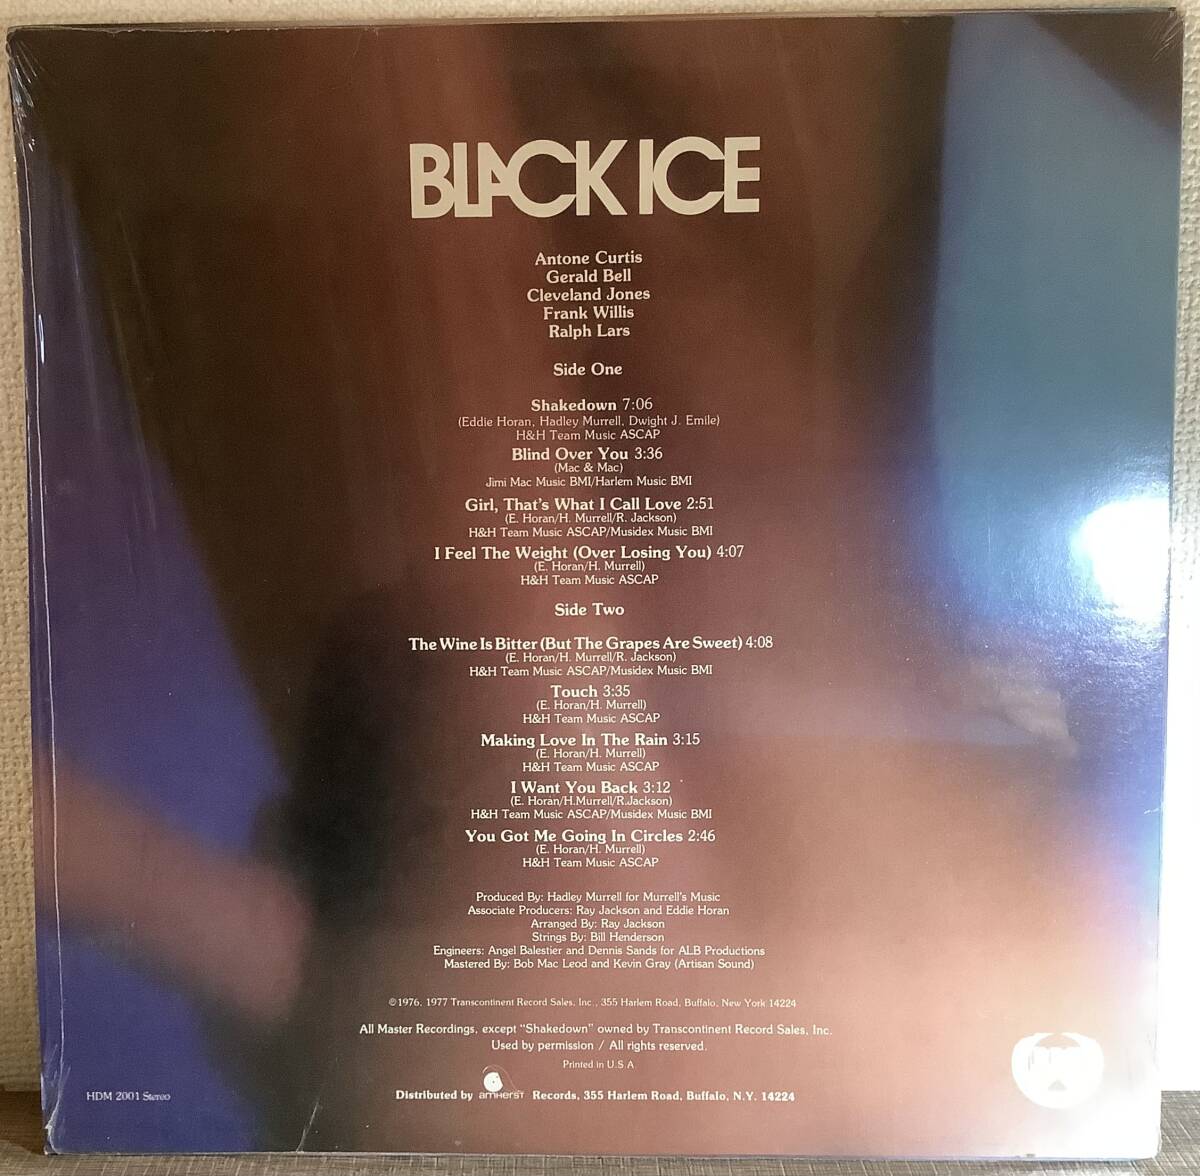 BLACK ICE
Antone Curtis
Gerald Bell
Cleveland Jones
Frank Willis
Ralph Lars
Side One
Shakedown 7:06
(Eddie Horan, Hadley Murrell, Dwight J. Emile)
H&H Team Music ASCAP
Blind Over You 3:36
(Mac & Mac)
Jimi Mac Music BMI/Harlem Music BMI
Girl, That's What I Call Love 2:51
(E. Horan/H. Murrell/R. Jackson)
H&H Team Music ASCAP/Musidex Music BMI
I Feel The Weight (Over Losing You) 4:07
(E. Horan/H. Murrell)
H&H Team Music ASCAP
Side Two
The Wine Is Bitter (But The Grapes Are Sweet) 4:08
(E. Horan/H. Murrell/R. Jackson)
H&H Team Music ASCAP/Musidex Music BMI
Touch 3:35
(E. Horan/H. Murrell)
H&H Team Music ASCAP
Making Love In The Rain 3:15
(E. Horan/H. Murrell)
H&H Team Music ASCAP
I Want You Back 3:12
(E. Horan/H.Murrell/R.Jackson)
H&H Team Music ASCAP/Musidex Music BMI
You Got Me Going In Circles 2:46
(E. Horan/H. Murrell)
H&H Team Music ASCAP
Produced By: Hadley Murrell for Murrell's Music
Associate Producers: Ray Jackson and Eddie Horan
Arranged By: Ray Jackson
Strings By: Bill Henderson
Engineers: Angel Balestier and Dennis Sands for ALB Productions
Mastered By: Bob Mac Leod and Kevin Gray (Artisan Sound)
©1976, 1977 Transcontinent Record Sales, Inc., 355 Harlem Road, Buffalo, New York 14224
All Master Recordings, except "Shakedown" owned by Transcontinent Record Sales, Inc.
Used by permission / All rights reserved.
Printed in U.S.A
HDM 2001 Stereo
Distributed by amHerST Records, 355 Harlem Road, Buffalo, N.Y. 14224